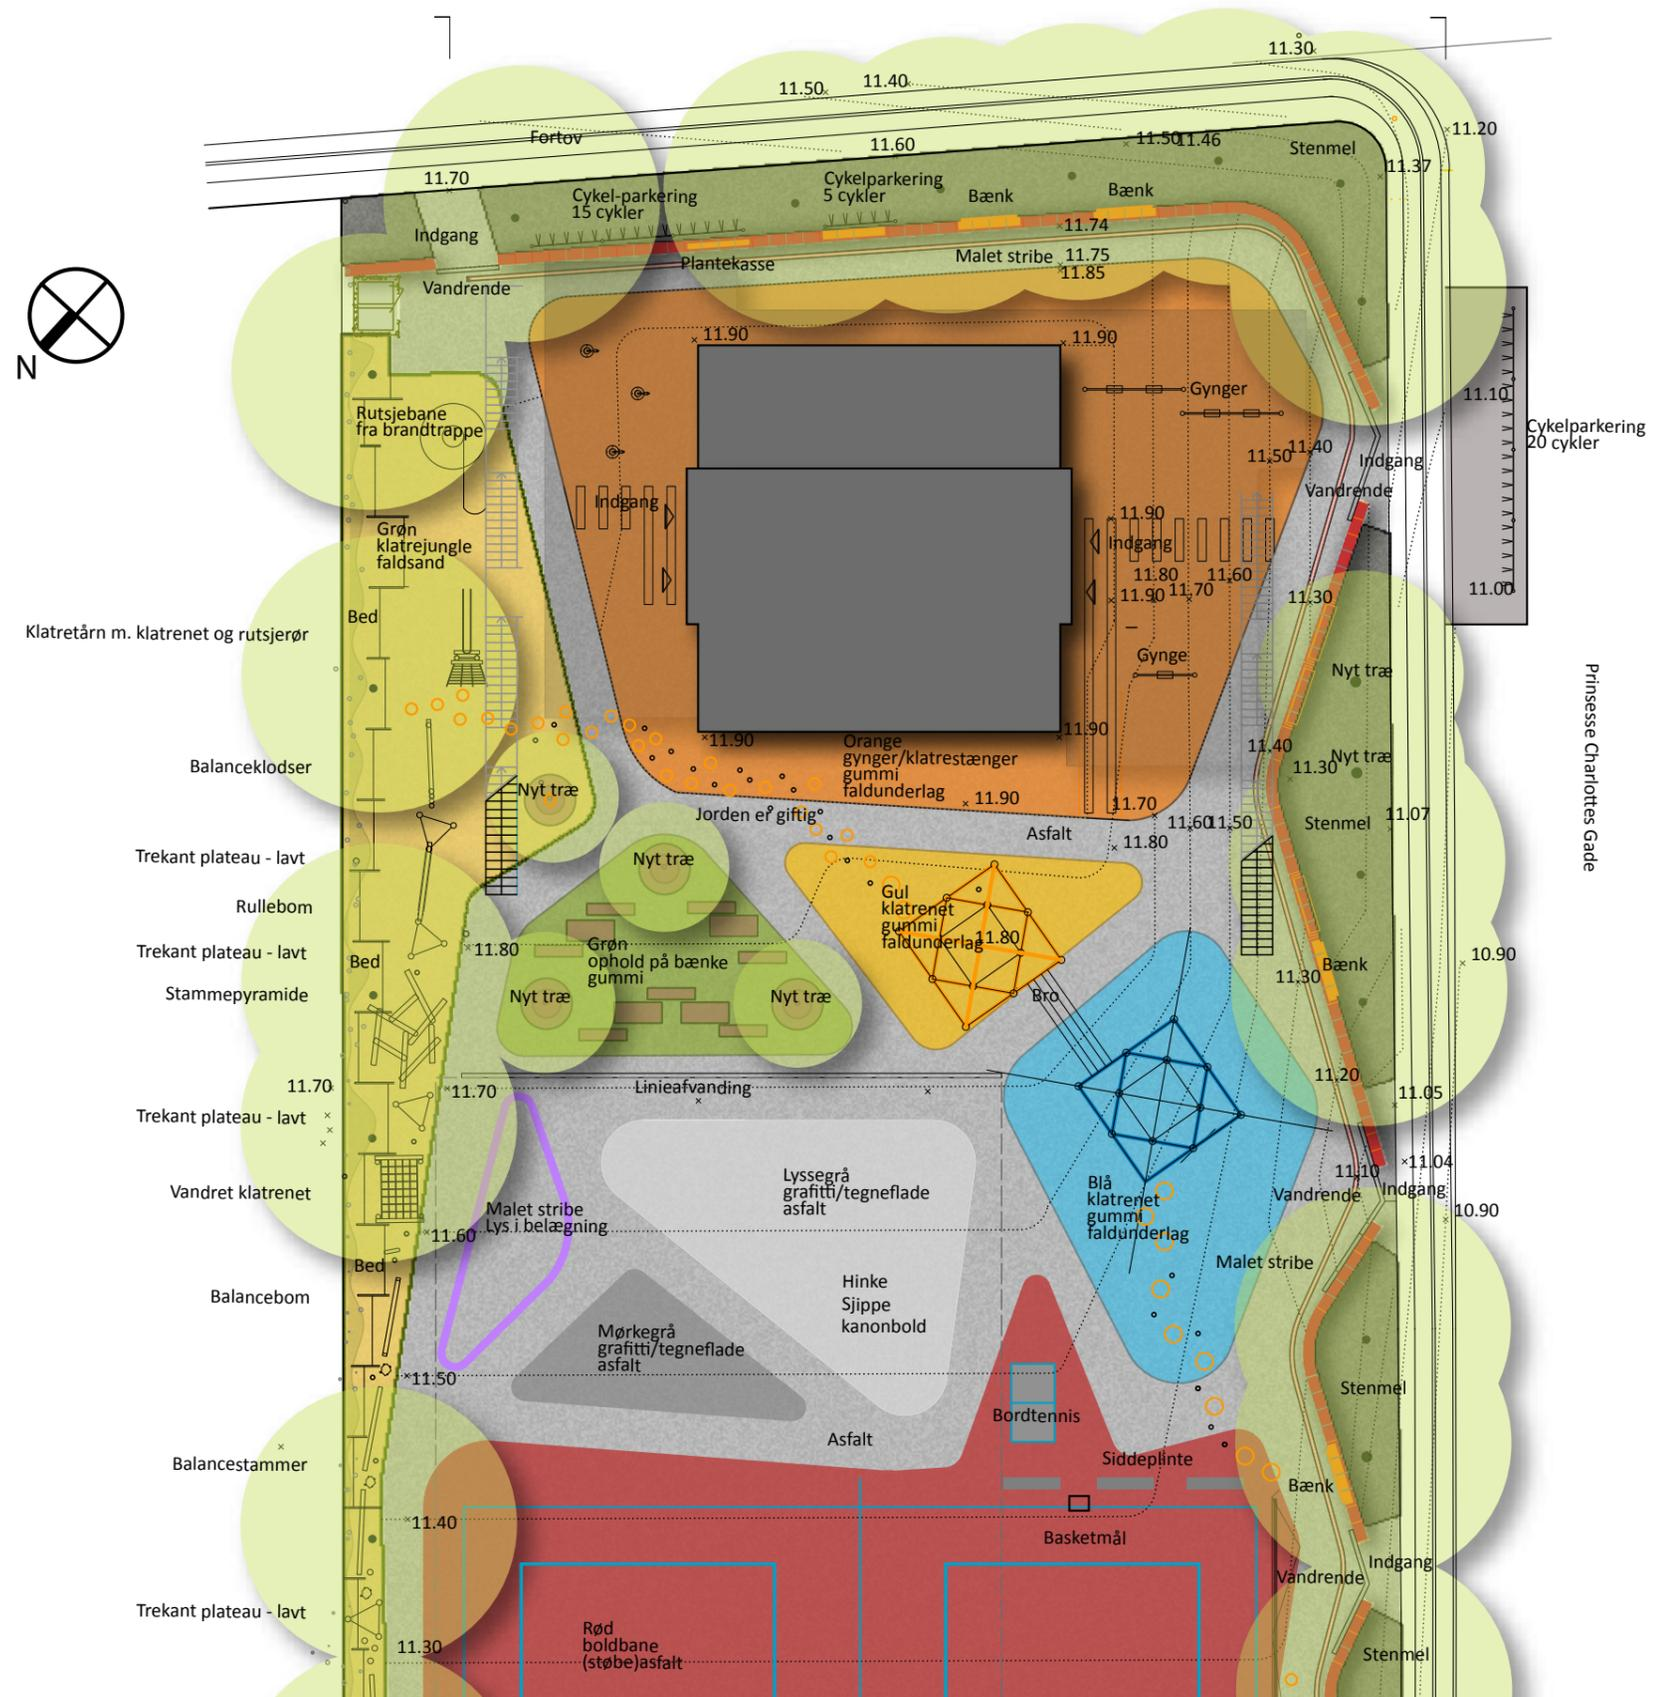 11.30
11.40
11.50
11.20
Fortov
11.60
11.50
11.46
Stenmel
11.37
11.70
Cykel-parkering
15 cykler
Cykelparkering
5 cykler
Bænk
Bænk
Indgang
11.74
Malet stribe
11.75
11.85
Plantekasse
Vandrende
N
11.90
11.90
Gynger
11.10
Rutsjebane
fra brandtrappe
Cykelparkering
20 cykler
11.50
11.40
Indgang
Vandrende
Indgang
11.90
Indgang
Grøn
klatrejungle
faldsand
11.80
11.60
11.90
11.70
11.30
11.00
Bed
Klatretårn m. klatrenet og rutsjerør
Gynge
Nyt træ
Prinsesse Charlottes Gade
11.90
11.90
Orange
gynger/klatrestænger
gummi
faldunderlag
11.40
Nyt træ
11.30
Balanceklodser
Nyt træ
11.90
11.70
Jorden er giftig
Asfalt
11.60
11.50
Stenmel
11.07
11.80
Trekant plateau - lavt
Nyt træ
Gul
klatrenet
gummi
faldunderlag
11.80
Rullebom
Trekant plateau - lavt
11.80
Bed
Grøn
ophold på bænke
gummi
Bænk
11.30
10.90
Stammepyramide
Nyt træ
Nyt træ
Bro
11.70
11.70
Linieafvanding
11.20
11.05
Trekant plateau - lavt
Vandret klatrenet
Lyssegrå
grafitti/tegneflade
asfalt
Blå
klatrenet
gummi
faldunderlag
11.10
11.04
Vandrende
Indgang
10.90
Malet stribe
Lys i belægning
11.60
Bed
Malet stribe
Balancebom
Hinke
Sjippe
kanonbold
Mørkegrå
grafitti/tegneflade
asfalt
11.50
Stenmel
Bordtennis
Asfalt
Siddeplinte
Balancestammer
Bænk
11.40
Basketmål
Indgang
Vandrende
Trekant plateau - lavt
Rød
boldbane
(støbe)asfalt
11.30
Stenmel